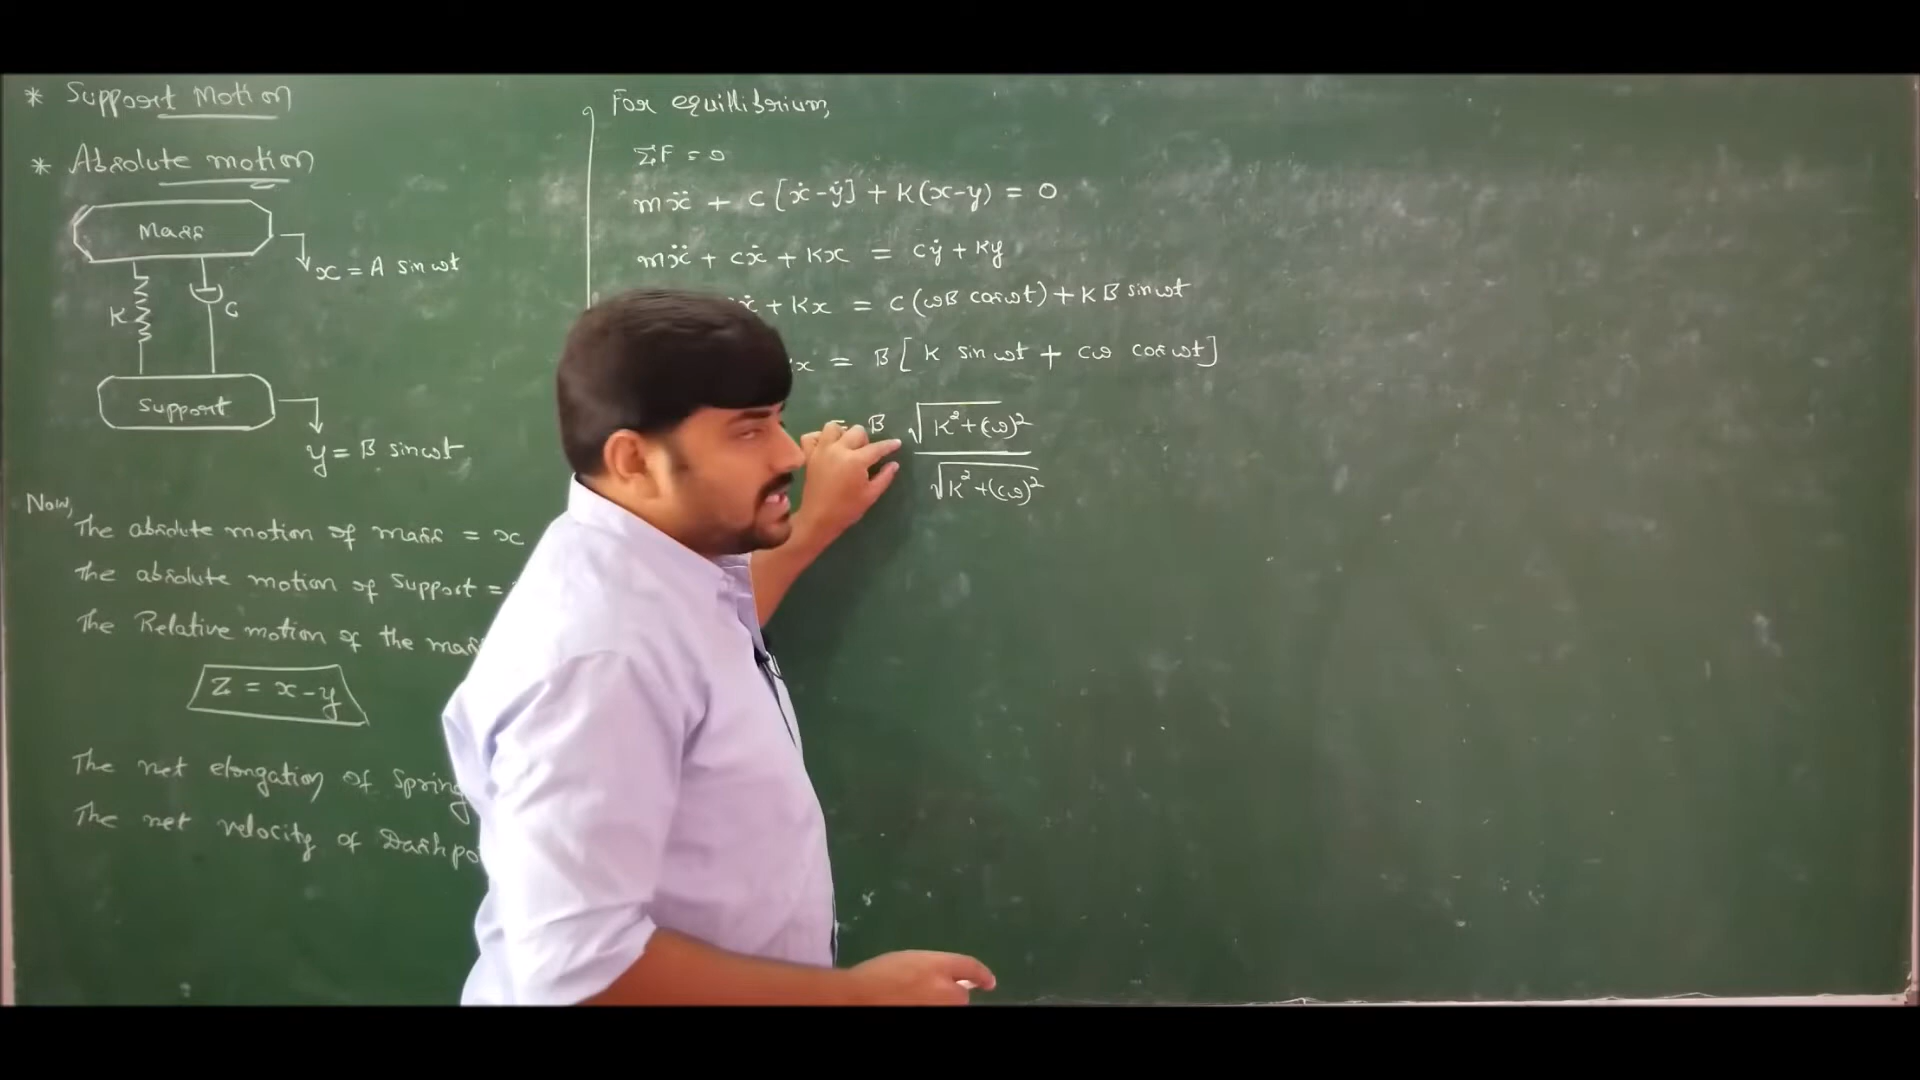 * Support Motion
* Absolute motion
Mass
x = A sin ωt
K
C
Support
y = B sin ωt
Now,
The absolute motion of mass = x
The absolute motion of support =
The Relative motion of the mass
Z = x-y
The net elongation of spring
The net velocity of Dashpo
For equillibrium,
ΣF = 0
mẍ + C [ẋ-ẏ] + K(x-y) = 0
mẍ + cẋ + Kx = cẏ + Ky
ẋ + Kx = C (ωB cosωt) + K B sin ωt
x = B [ K sin ωt + cω cos ωt ]
= B √K²+(cω)²
√K²+(cω)²